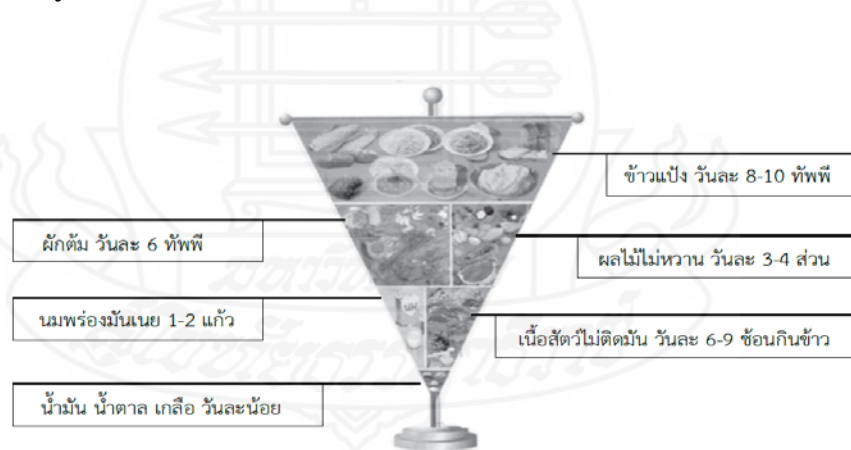 ข้าวแป้ง วันละ 8-10 ทัพพี
ผักต้ม วันละ 6 ทัพพี
ผลไม้ไม่หวาน วันละ 3-4 ส่วน
นมพร่องมันเนย 1-2 แก้ว
เนื้อสัตว์ไม่ติดมัน วันละ 6-9 ช้อนกินข้าว
น้ำมัน น้ำตาล เกลือ วันละน้อย